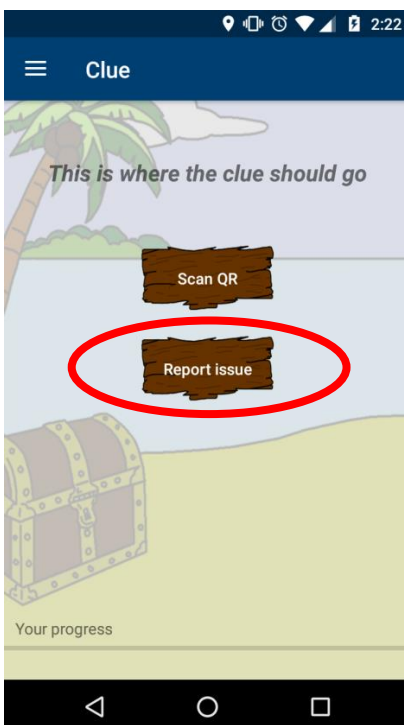 2:22
Clue
This is where the clue should go
Scan QR
Report issue
Your progress